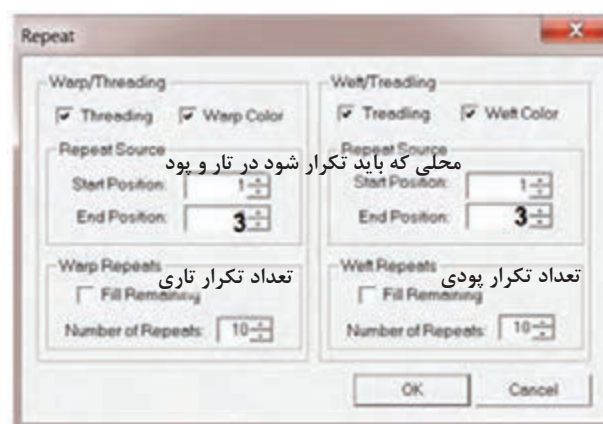 Repeat
Warp/Threading
Threading Warp Color
Repeat Source
Start Position: 1
End Position: 3
Warp Repeats
تعداد تکرار تاری
Fill Remaining
Number of Repeats: 10
Weft/Treadling
Treadling Weft Color
Repeat Source
محلی که باید تکرار شود در تار و پود
Start Position: 1
End Position: 3
Weft Repeats
تعداد تکرار پودی
Fill Remaining
Number of Repeats: 10
OK Cancel